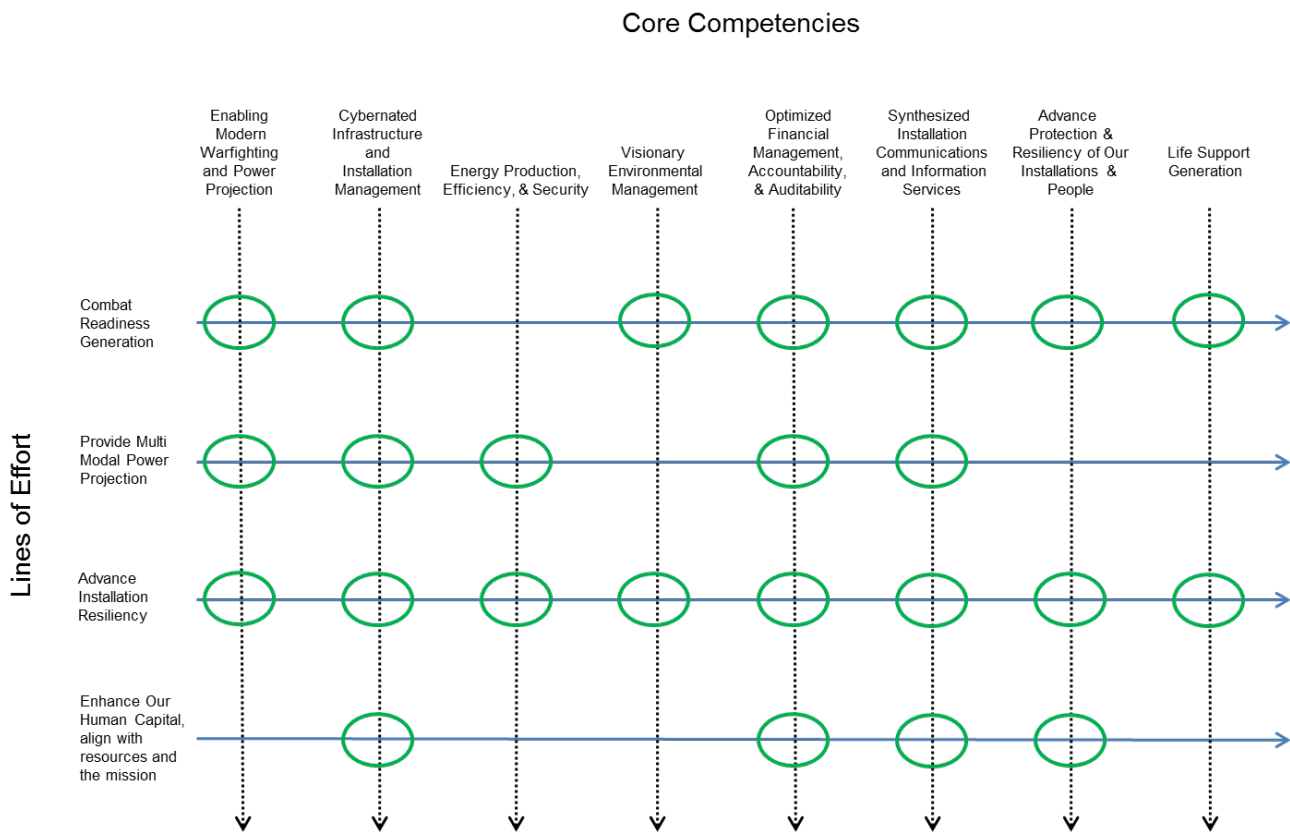 Core Competencies
Enabling
Modern
Warfighting
and Power
Projection
Cybernated
Infrastructure
and
Installation
Management
Energy Production,
Efficiency, & Security
Visionary
Environmental
Management
Optimized
Financial
Management,
Accountability,
& Auditability
Synthesized
Installation
Communications
and Information
Services
Advance
Protection &
Resiliency of Our
Installations &
People
Life Support
Generation
Lines of Effort
Combat
Readiness
Generation
Provide Multi
Modal Power
Projection
Advance
Installation
Resiliency
Enhance Our
Human Capital,
align with
resources and
the mission